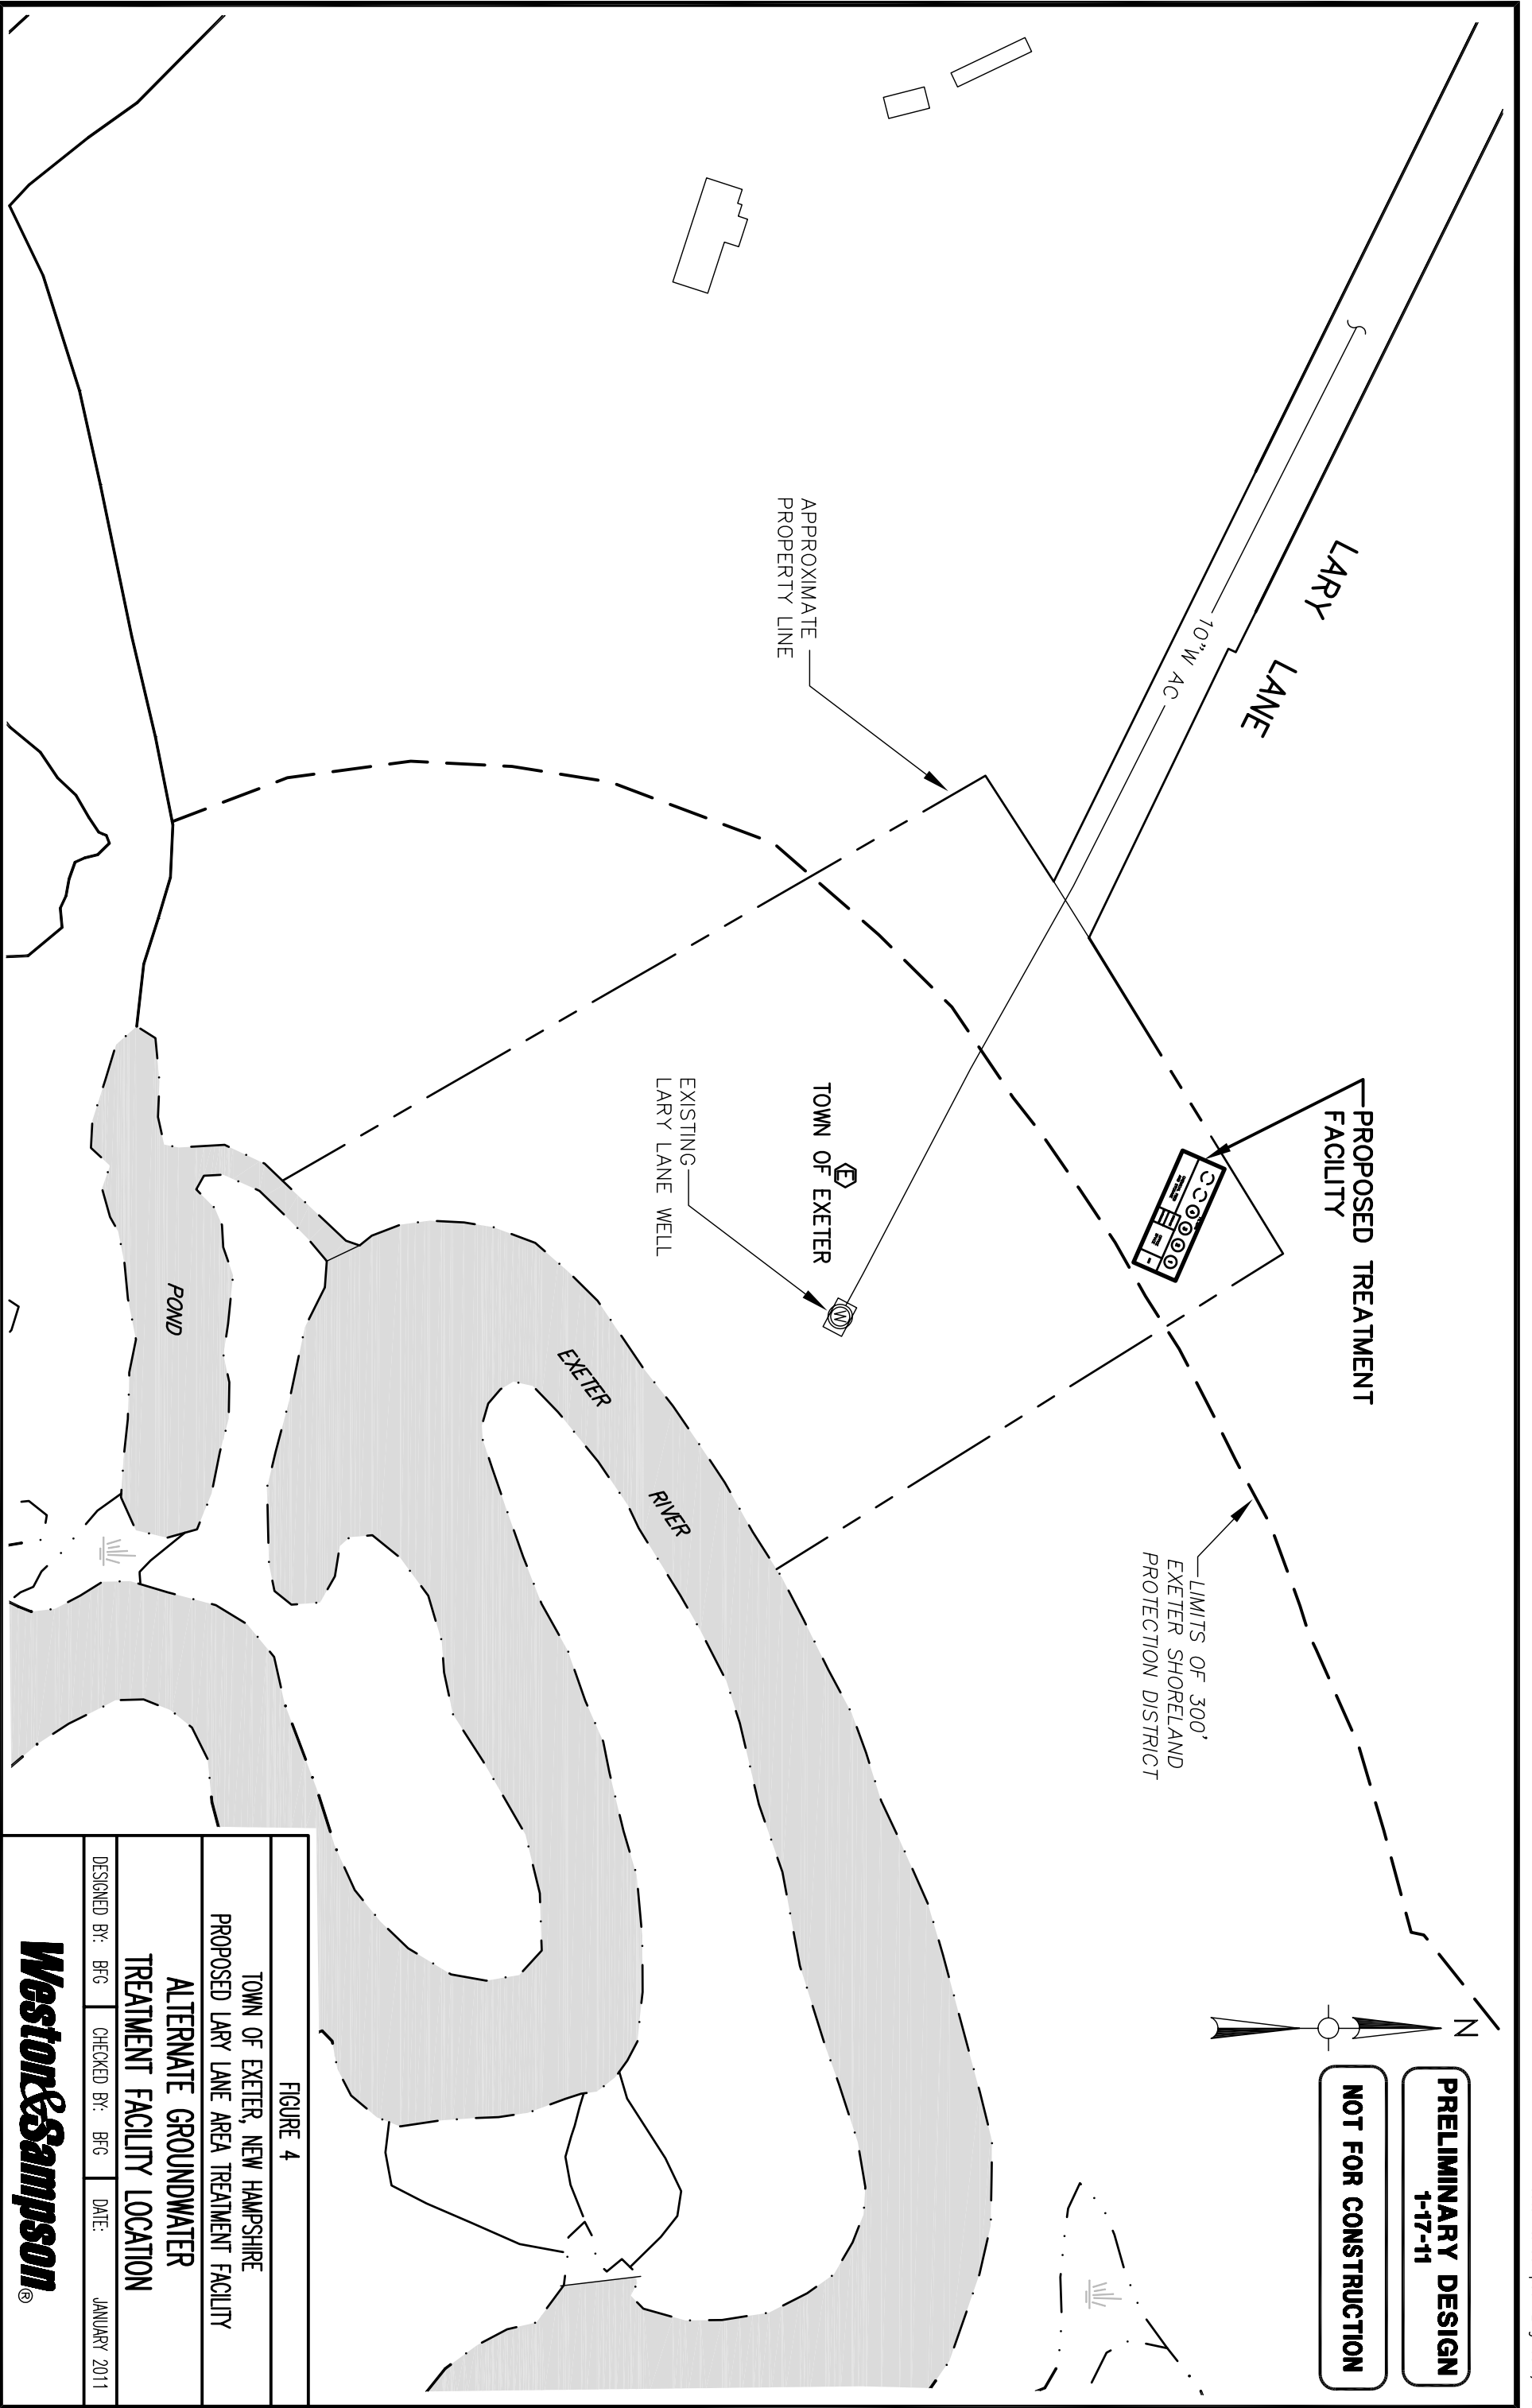 PRELIMINARY DESIGN
1-17-11
NOT FOR CONSTRUCTION
N
LARY LANE
10"W AC
PROPOSED TREATMENT
FACILITY
APPROXIMATE
PROPERTY LINE
E
TOWN OF EXETER
EXISTING
LARY LANE WELL
W
LIMITS OF 300'
EXETER SHORELAND
PROTECTION DISTRICT
EXETER
RIVER
POND
FIGURE 4
TOWN OF EXETER, NEW HAMPSHIRE
PROPOSED LARY LANE AREA TREATMENT FACILITY
ALTERNATE GROUNDWATER
TREATMENT FACILITY LOCATION
DESIGNED BY: BFG
CHECKED BY: BFG
DATE: JANUARY 2011
Weston&Sampson®